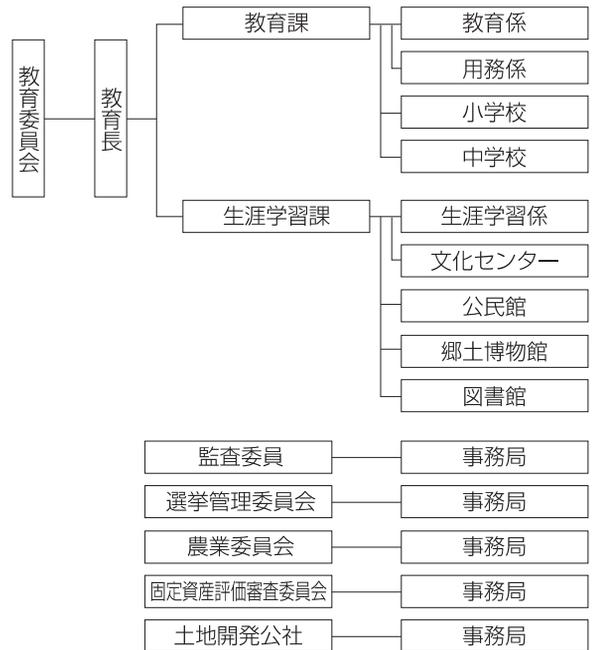 教育委員会
教育長
教育課
教育係
用務係
小学校
中学校
生涯学習課
生涯学習係
文化センター
公民館
郷土博物館
図書館
監査委員
事務局
選挙管理委員会
事務局
農業委員会
事務局
固定資産評価審査委員会
事務局
土地開発公社
事務局